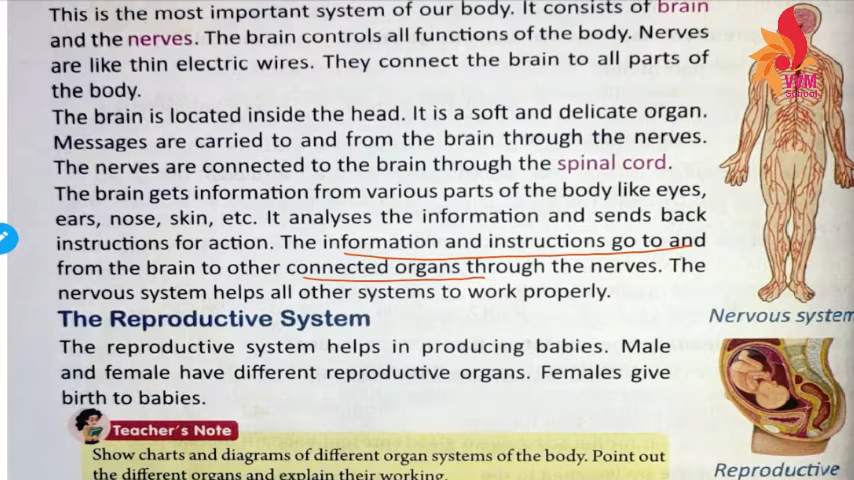 This is the most important system of our body. It consists of brain
and the nerves. The brain controls all functions of the body. Nerves
are like thin electric wires. They connect the brain to all parts of
the body.
The brain is located inside the head. It is a soft and delicate organ.
Messages are carried to and from the brain through the nerves.
The nerves are connected to the brain through the spinal cord.
The brain gets information from various parts of the body like eyes,
ears, nose, skin, etc. It analyses the information and sends back
instructions for action. The information and instructions go to and
from the brain to other connected organs through the nerves. The
nervous system helps all other systems to work properly.
The Reproductive System
The reproductive system helps in producing babies. Male
and female have different reproductive organs. Females give
birth to babies.
Teacher's Note
Show charts and diagrams of different organ systems of the body. Point out
the different organs and explain their working.
VVM
School
Nervous system
Reproductive